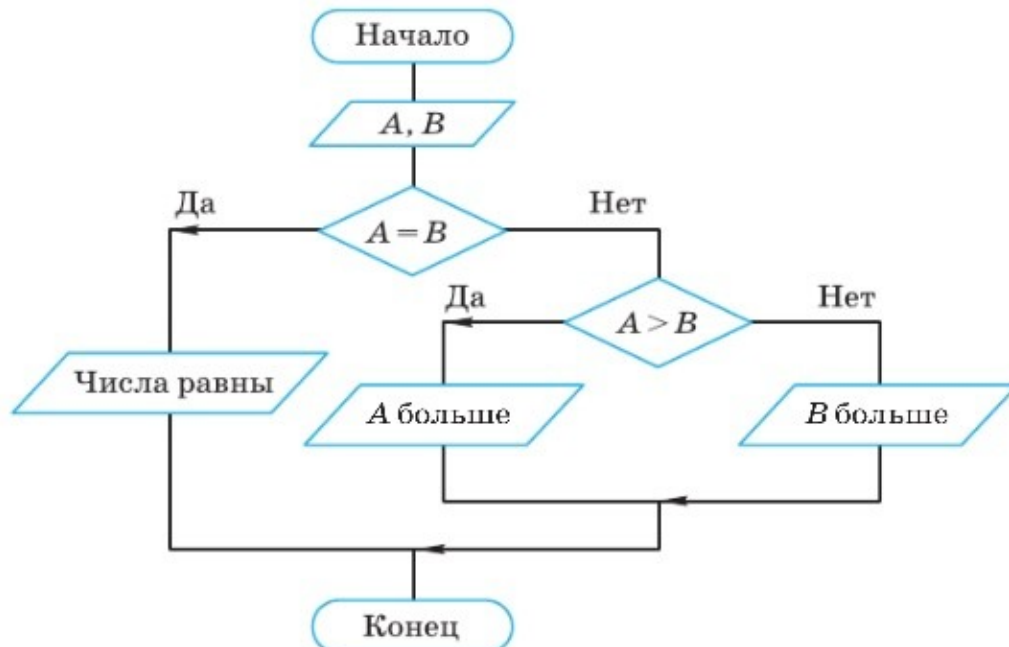 Начало
A, B
Да
Нет
A = B
Да
Нет
A > B
Числа равны
A больше
B больше
Конец